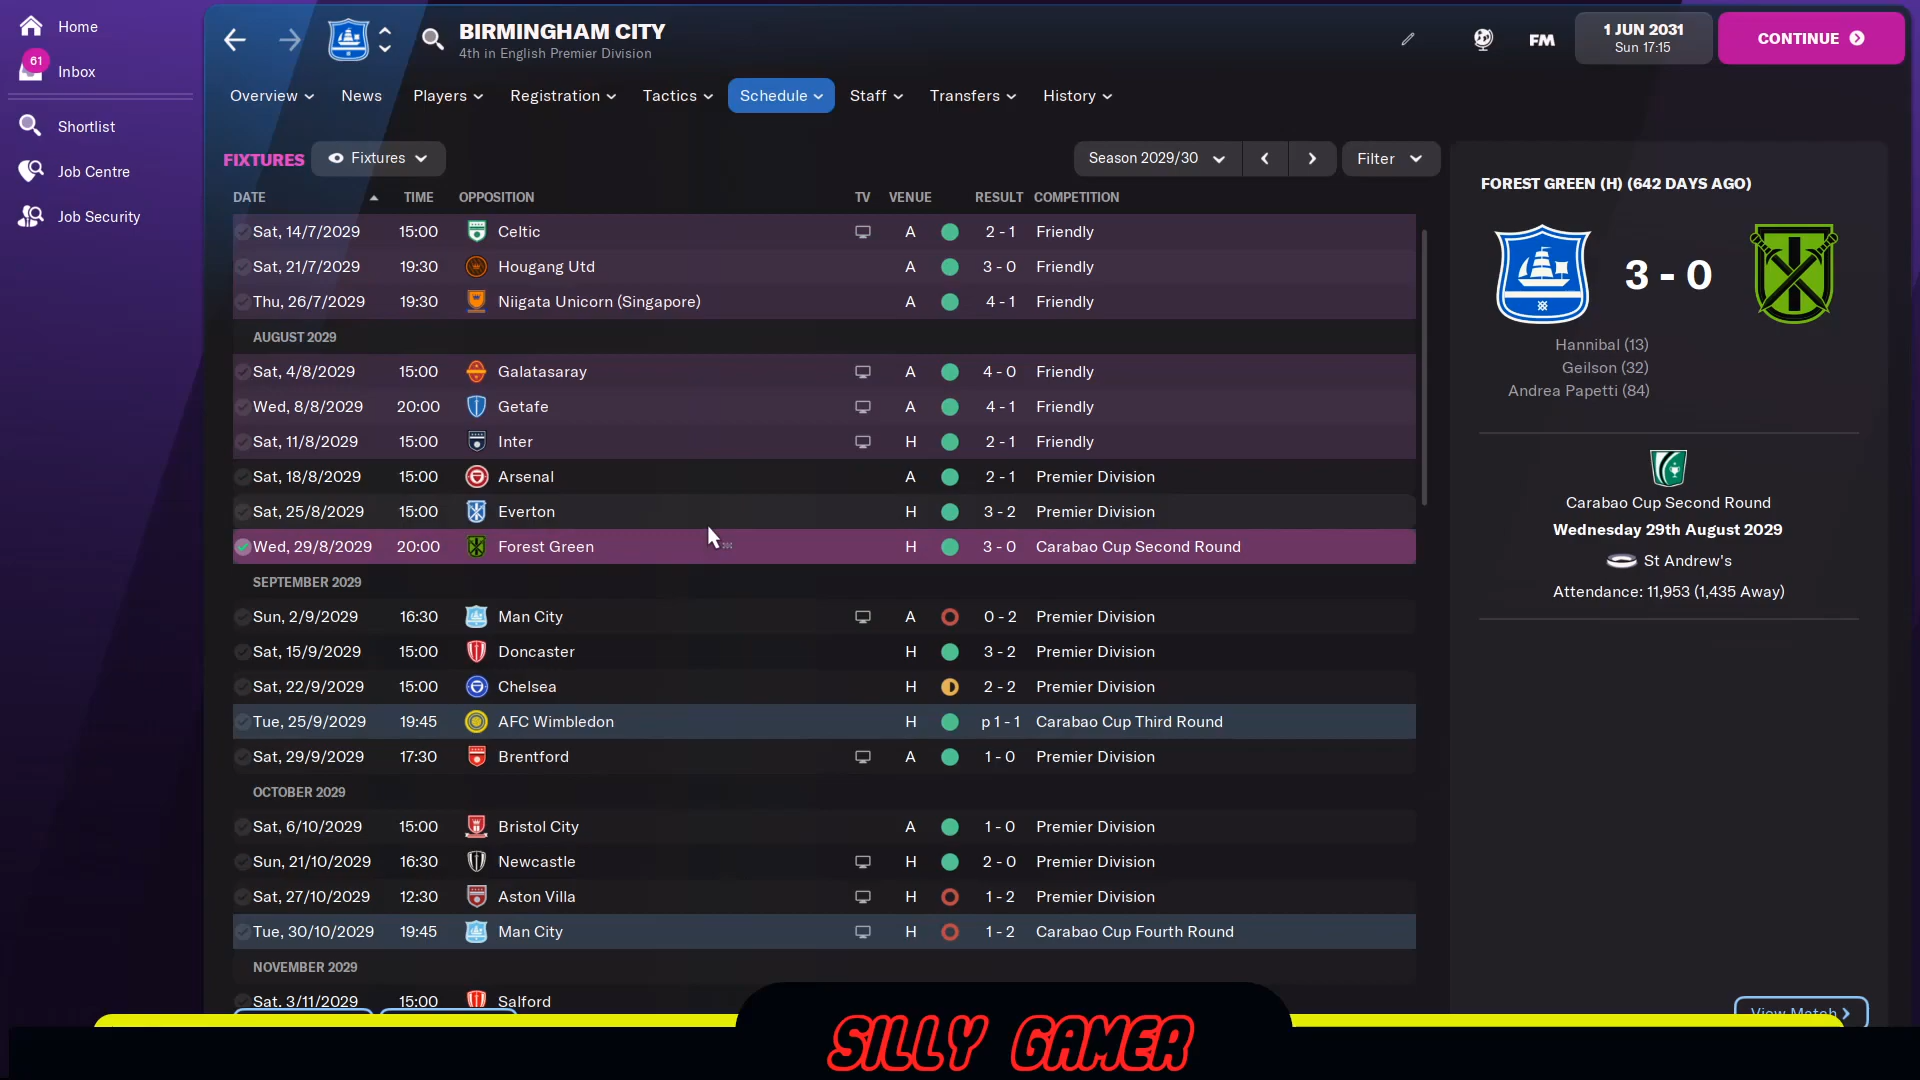 Home
61
Inbox
Shortlist
Job Centre
Job Security
BIRMINGHAM CITY
4th in English Premier Division
FM
1 JUN 2031
Sun 17:15
CONTINUE
Overview News Players Registration Tactics Schedule Staff Transfers History
FIXTURES Fixtures Season 2029/30 Filter
DATE TIME OPPOSITION TV VENUE RESULT COMPETITION
Sat, 14/7/2029 15:00 Celtic A 2 - 1 Friendly
Sat, 21/7/2029 19:30 Hougang Utd A 3 - 0 Friendly
Thu, 26/7/2029 19:30 Niigata Unicorn (Singapore) A 4 - 1 Friendly
AUGUST 2029
Sat, 4/8/2029 15:00 Galatasaray A 4 - 0 Friendly
Wed, 8/8/2029 20:00 Getafe A 4 - 1 Friendly
Sat, 11/8/2029 15:00 Inter H 2 - 1 Friendly
Sat, 18/8/2029 15:00 Arsenal A 2 - 1 Premier Division
Sat, 25/8/2029 15:00 Everton H 3 - 2 Premier Division
Wed, 29/8/2029 20:00 Forest Green H 3 - 0 Carabao Cup Second Round
SEPTEMBER 2029
Sun, 2/9/2029 16:30 Man City A 0 - 2 Premier Division
Sat, 15/9/2029 15:00 Doncaster H 3 - 2 Premier Division
Sat, 22/9/2029 15:00 Chelsea H 2 - 2 Premier Division
Tue, 25/9/2029 19:45 AFC Wimbledon H p 1 - 1 Carabao Cup Third Round
Sat, 29/9/2029 17:30 Brentford A 1 - 0 Premier Division
OCTOBER 2029
Sat, 6/10/2029 15:00 Bristol City A 1 - 0 Premier Division
Sun, 21/10/2029 16:30 Newcastle H 2 - 0 Premier Division
Sat, 27/10/2029 12:30 Aston Villa H 1 - 2 Premier Division
Tue, 30/10/2029 19:45 Man City H 1 - 2 Carabao Cup Fourth Round
NOVEMBER 2029
Sat, 3/11/2029 15:00 Salford
FOREST GREEN (H) (642 DAYS AGO)
3 - 0
Hannibal (13)
Geilson (32)
Andrea Papetti (84)
Carabao Cup Second Round
Wednesday 29th August 2029
St Andrew's
Attendance: 11,953 (1,435 Away)
View Match
SILLY GAMER